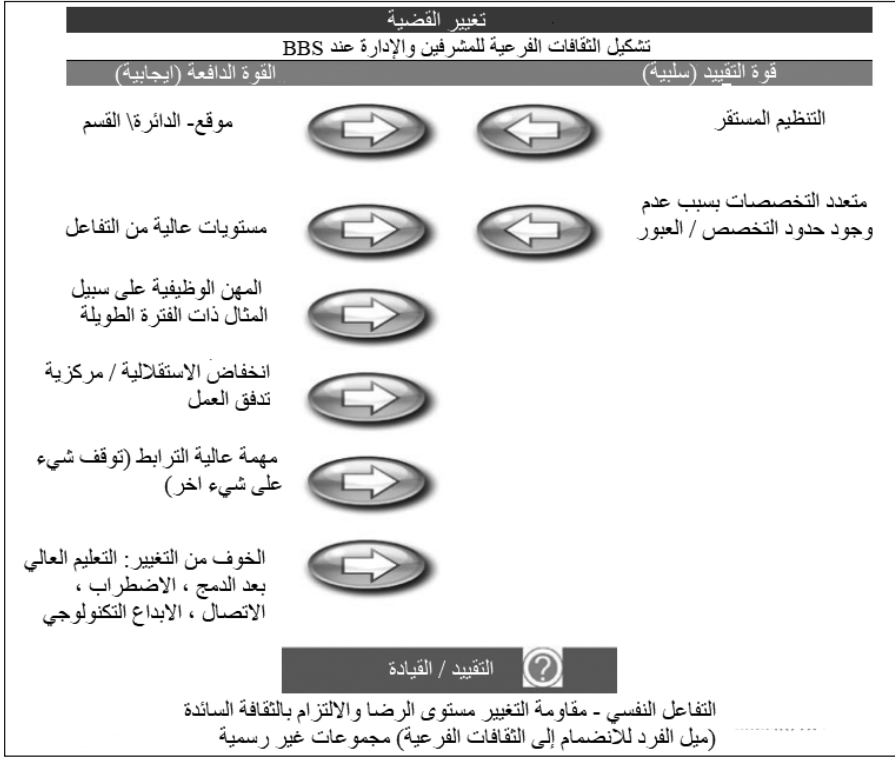 تغيير القضية
تشكيل الثقافات الفرعية للمشرفين والإدارة عند BBS
قوة التقييد (سلبية)
القوة الدافعة (ايجابية)
التنظيم المستقر
موقع- الدائرة\ القسم
متعدد التخصصات بسبب عدم
وجود حدود التخصص / العبور
مستويات عالية من التفاعل
المهن الوظيفية على سبيل
المثال ذات الفترة الطويلة
انخفاض الاستقلالية / مركزية
تدفق العمل
مهمة عالية الترابط (توقف شيء
على شيء اخر)
الخوف من التغيير: التعليم العالي
بعد الدمج ، الاضطراب ،
الاتصال ، الابداع التكنولوجي
? التقييد / القيادة
التفاعل النفسي - مقاومة التغيير مستوى الرضا والالتزام بالثقافة السائدة
(ميل الفرد للانضمام إلى الثقافات الفرعية) مجموعات غير رسمية